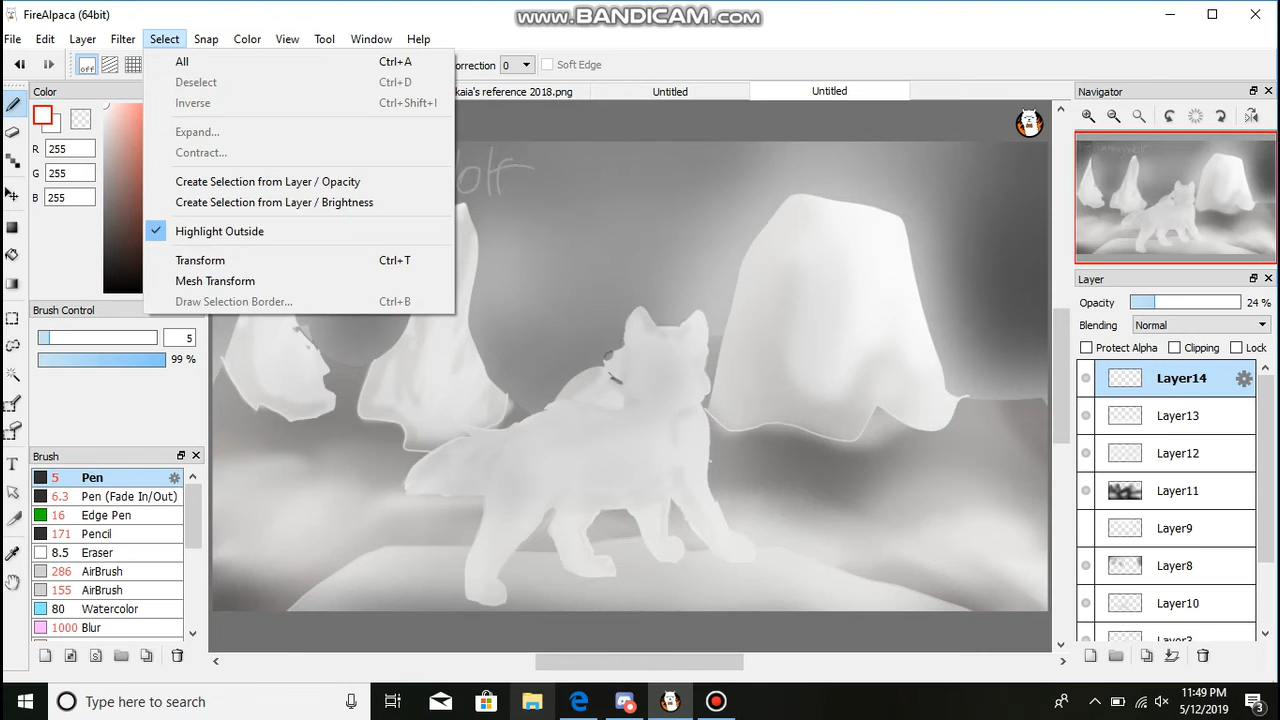 FireAlpaca (64bit)
www.BANDICAM.com
File Edit Layer Filter Select Snap Color View Tool Window Help
off orrection 0 Soft Edge
Color
kaia's reference 2018.png Untitled Untitled
R 255
G 255
B 255
All Ctrl+A
Deselect Ctrl+D
Inverse Ctrl+Shift+I
Expand...
Contract...
Create Selection from Layer / Opacity
Create Selection from Layer / Brightness
Highlight Outside
Transform Ctrl+T
Mesh Transform
Draw Selection Border... Ctrl+B
olf
Brush Control
5
99 %
Brush
5 Pen
6.3 Pen (Fade In/Out)
16 Edge Pen
171 Pencil
8.5 Eraser
286 AirBrush
155 AirBrush
80 Watercolor
1000 Blur
T
S
Navigator
Layer
Opacity 24 %
Blending Normal
Protect Alpha Clipping Lock
Layer14
Layer13
Layer12
Layer11
Layer9
Layer8
Layer10
Layer3
Type here to search
11:49 PM
5/12/2019
3